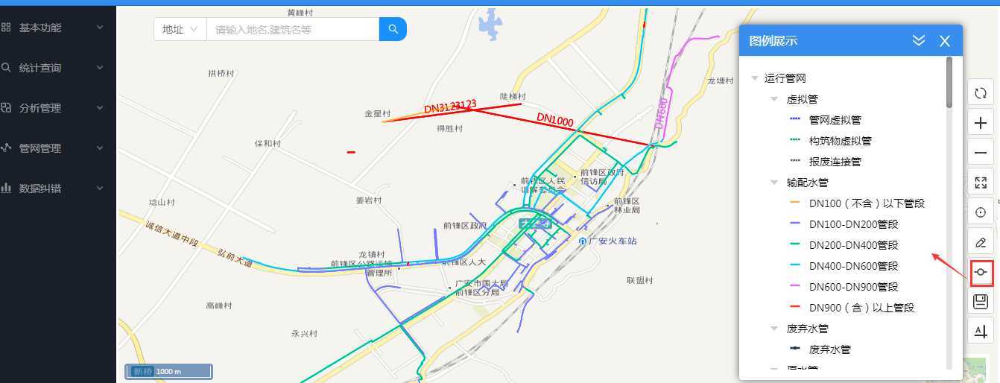 基本功能
统计查询
分析管理
管网管理
数据纠错
地址
请输入地名,建筑名等
黄峰村
拱桥村
陡梯村
龙塘村
金星村
DN3123123
DN1000
DN600
得胜村
保和村
前锋区政府
信访局
前锋区人民
调解委员会
姜岩村
埝山村
前锋区
林业局
前锋区政府
诚信大道中段
弘前大道
广安火车站
龙镇村
前锋区公路运输
管理所
前锋区人大
广安市国土局
前锋区分局
联盟村
高峰村
永兴村
新桥
1000 m
图例展示
运行管网
虚拟管
管网虚拟管
构筑物虚拟管
报废连接管
输配水管
DN100（不含）以下管段
DN100-DN200管段
DN200-DN400管段
DN400-DN600管段
DN600-DN900管段
DN900（含）以上管段
废弃水管
废弃水管
原水管
A